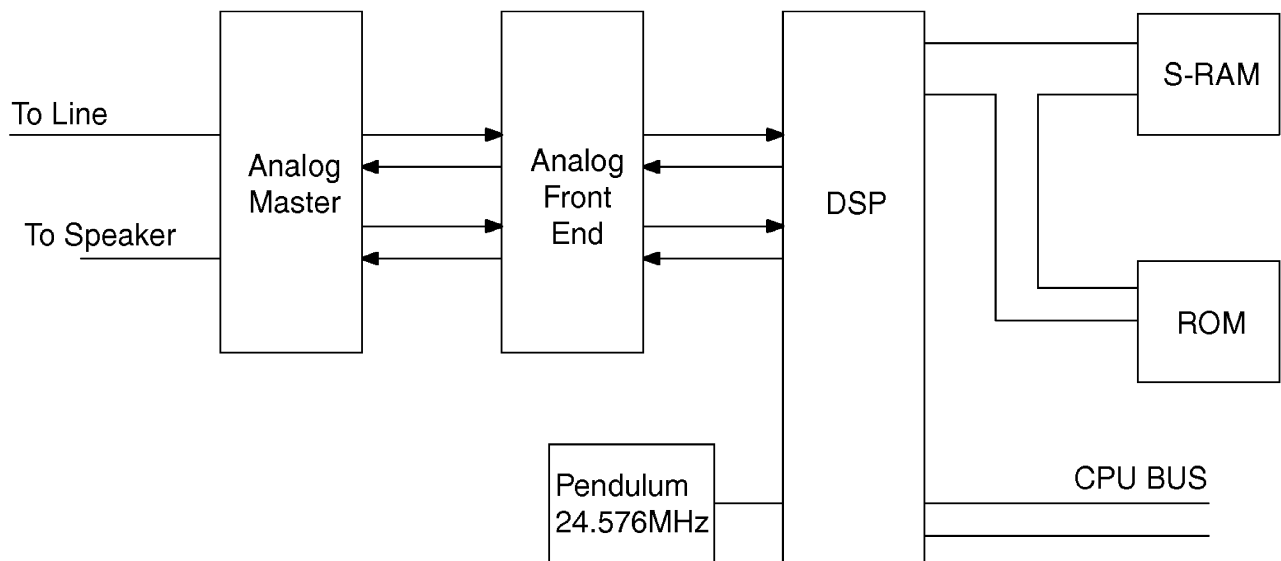 To Line
To Speaker
Analog
Master
Analog
Front
End
DSP
S-RAM
ROM
Pendulum
24.576MHz
CPU BUS